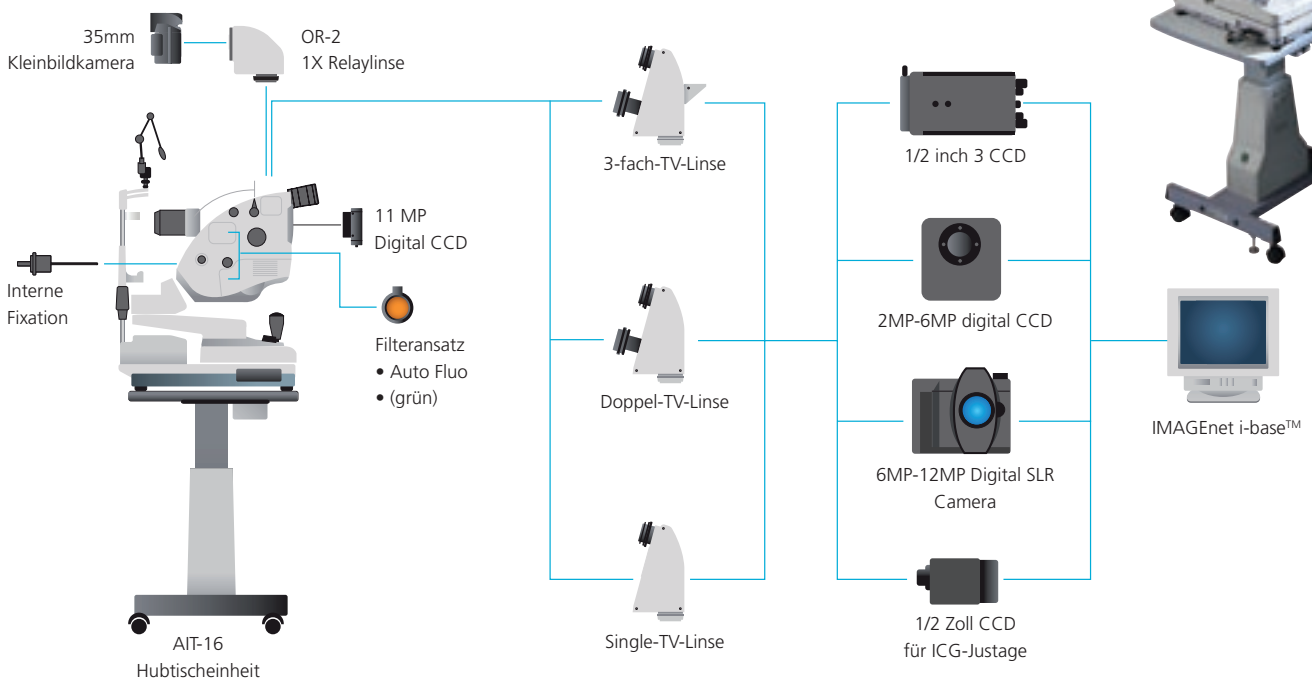 35mm
Kleinbildkamera
OR-2
1X Relaylinse
11 MP
Digital CCD
Interne
Fixation
Filteransatz
• Auto Fluo
• (grün)
AIT-16
Hubtischeinheit
3-fach-TV-Linse
Doppel-TV-Linse
Single-TV-Linse
1/2 inch 3 CCD
2MP-6MP digital CCD
6MP-12MP Digital SLR
Camera
1/2 Zoll CCD
für ICG-Justage
IMAGEnet i-base™